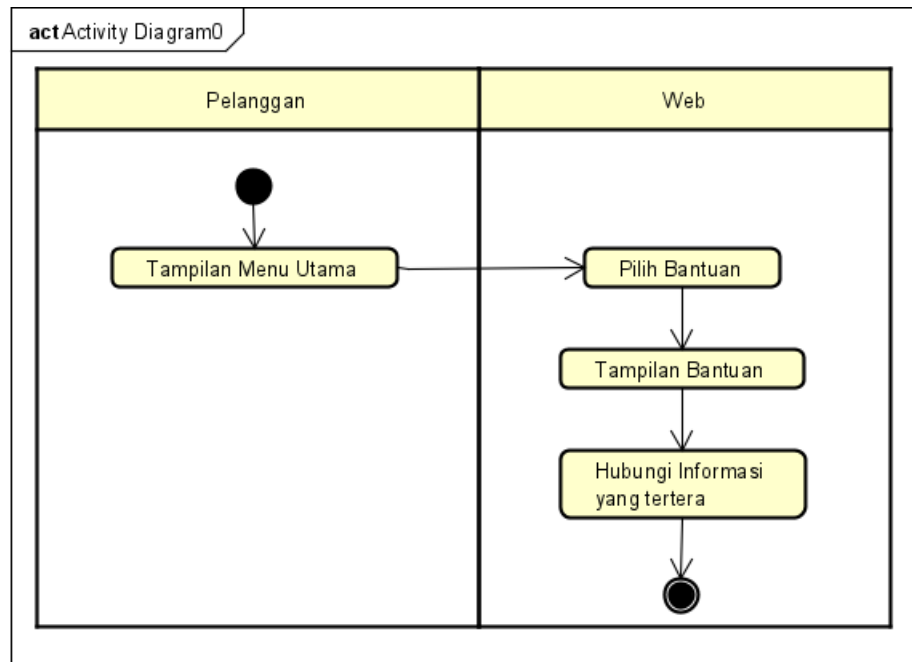 act Activity Diagram0
Pelanggan
Web
Tampilan Menu Utama
Pilih Bantuan
Tampilan Bantuan
Hubungi Informasi
yang tertera